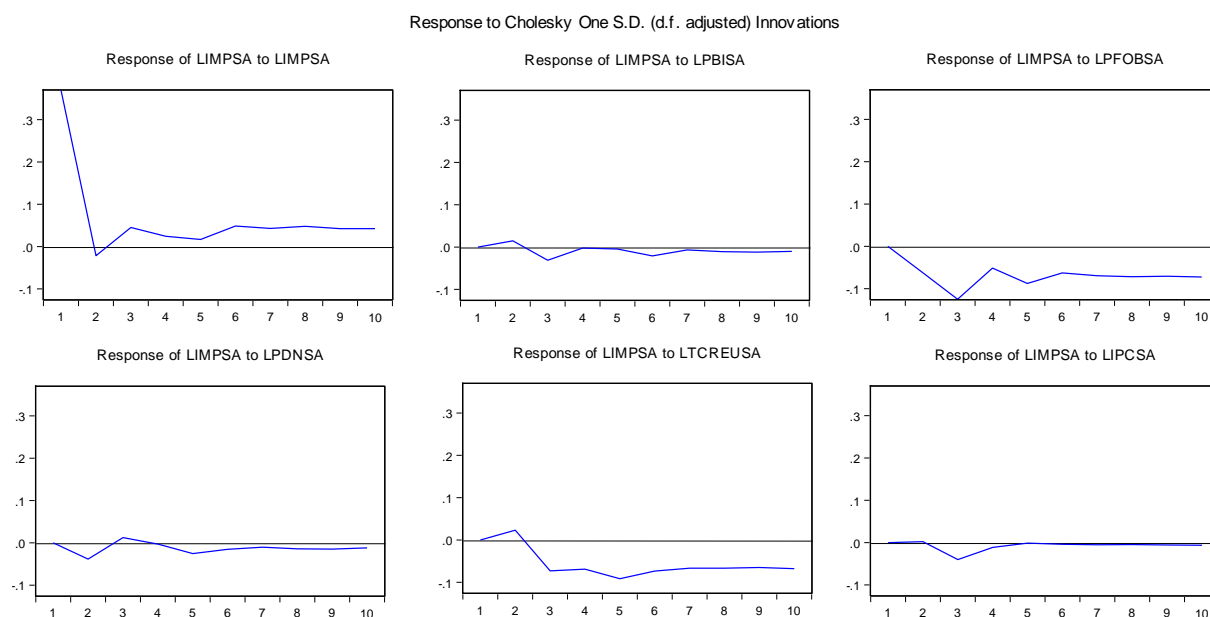 Response to Cholesky One S.D. (d.f. adjusted) Innovations
Response of LIMPSA to LIMPSA
.3
.2
.1
.0
-.1
1 2 3 4 5 6 7 8 9 10
Response of LIMPSA to LPBISA
.3
.2
.1
.0
-.1
1 2 3 4 5 6 7 8 9 10
Response of LIMPSA to LPFOBSA
.3
.2
.1
.0
-.1
1 2 3 4 5 6 7 8 9 10
Response of LIMPSA to LPDNSA
.3
.2
.1
.0
-.1
1 2 3 4 5 6 7 8 9 10
Response of LIMPSA to LTCREUSA
.3
.2
.1
.0
-.1
1 2 3 4 5 6 7 8 9 10
Response of LIMPSA to LIPCSA
.3
.2
.1
.0
-.1
1 2 3 4 5 6 7 8 9 10